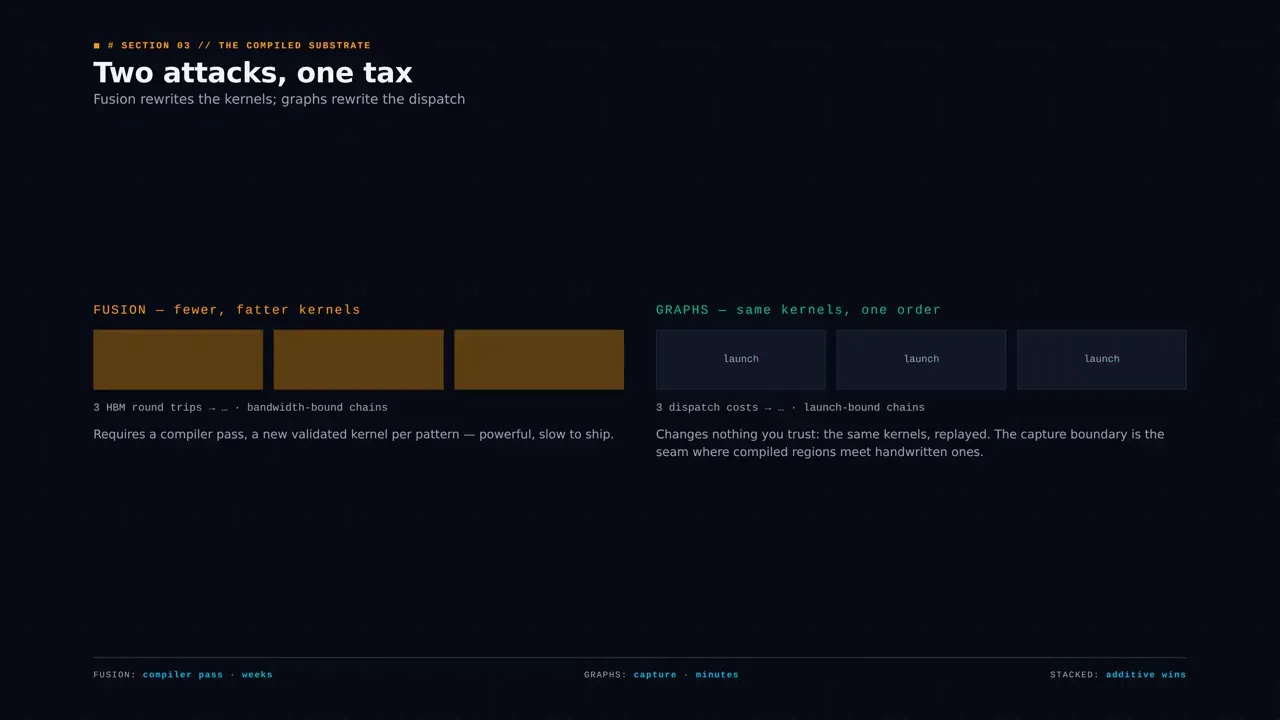 # SECTION 03 // THE COMPILED SUBSTRATE
Two attacks, one tax
Fusion rewrites the kernels; graphs rewrite the dispatch
FUSION — fewer, fatter kernels
3 HBM round trips → … · bandwidth-bound chains
Requires a compiler pass, a new validated kernel per pattern — powerful, slow to ship.
GRAPHS — same kernels, one order
launch launch launch
3 dispatch costs → … · launch-bound chains
Changes nothing you trust: the same kernels, replayed. The capture boundary is the
seam where compiled regions meet handwritten ones.
FUSION: compiler pass · weeks
GRAPHS: capture · minutes
STACKED: additive wins